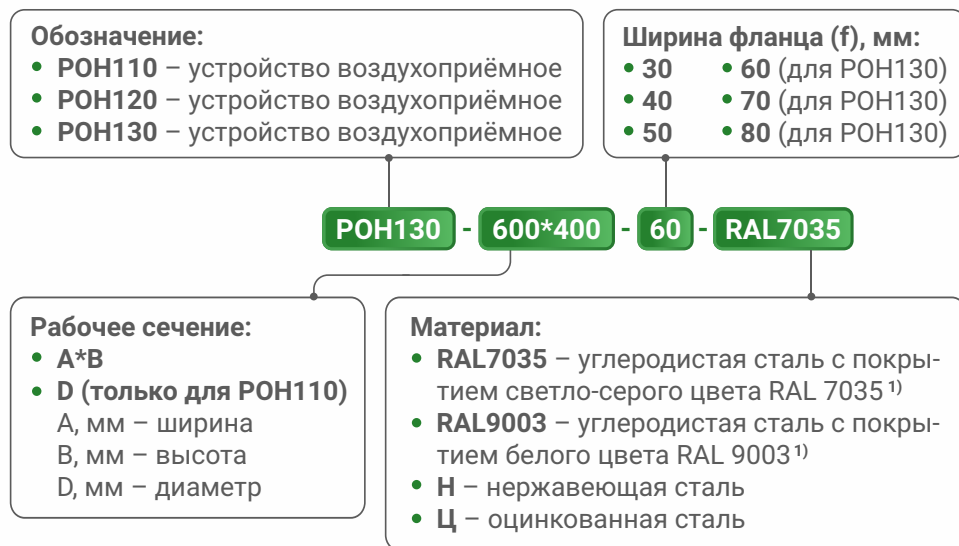 Обозначение:
• РОН110 – устройство воздухоприёмное
• РОН120 – устройство воздухоприёмное
• РОН130 – устройство воздухоприёмное
Ширина фланца (f), мм:
• 30 • 60 (для РОН130)
• 40 • 70 (для РОН130)
• 50 • 80 (для РОН130)
РОН130 - 600*400 - 60 - RAL7035
Рабочее сечение:
• A*B
• D (только для РОН110)
A, мм – ширина
B, мм – высота
D, мм – диаметр
Материал:
• RAL7035 – углеродистая сталь с покры-
тием светло-серого цвета RAL 7035 ¹⁾
• RAL9003 – углеродистая сталь с покры-
тием белого цвета RAL 9003 ¹⁾
• Н – нержавеющая сталь
• Ц – оцинкованная сталь